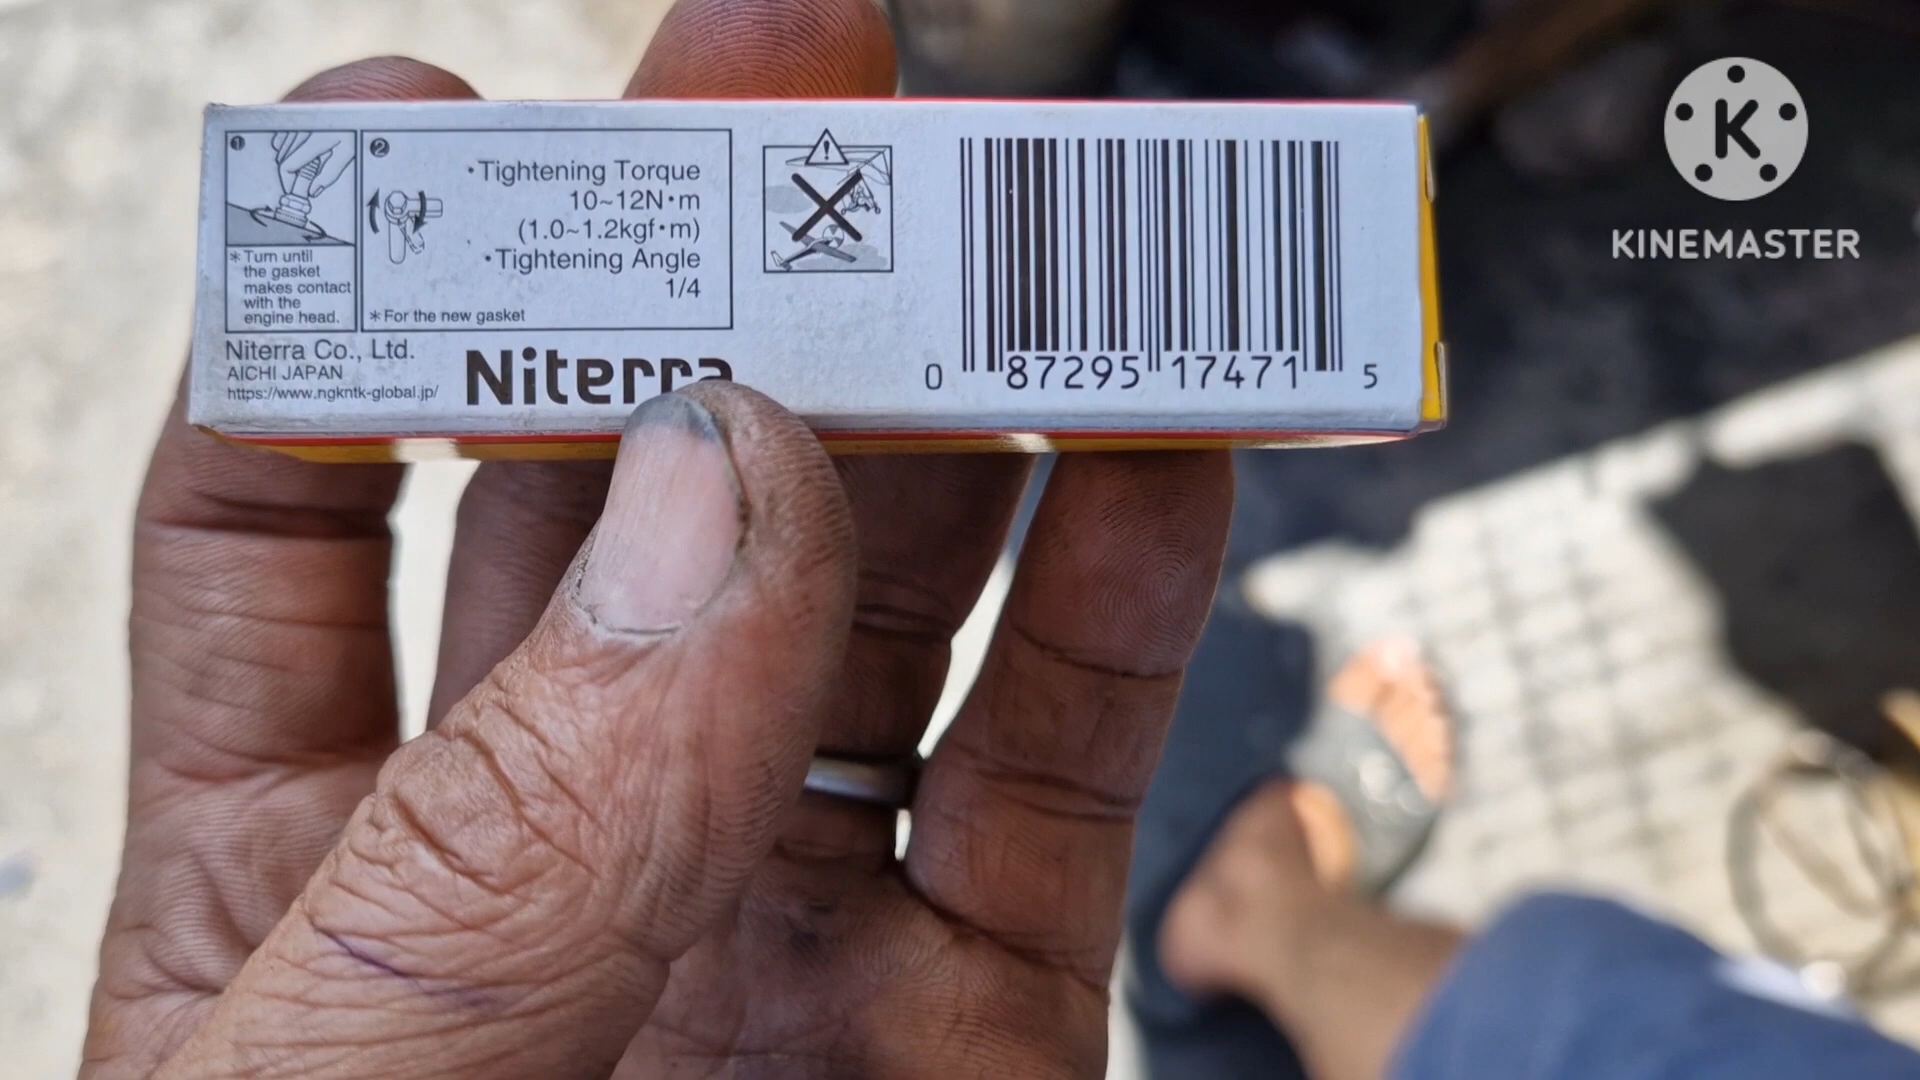 1
* Turn until
the gasket
makes contact
with the
engine head.
2
•Tightening Torque
10~12N•m
(1.0~1.2kgf•m)
•Tightening Angle
1/4
* For the new gasket
Niterra Co., Ltd.
AICHI JAPAN
https://www.ngkntk-global.jp/
Niterra
!
0 87295 17471 5
K
KINEMASTER